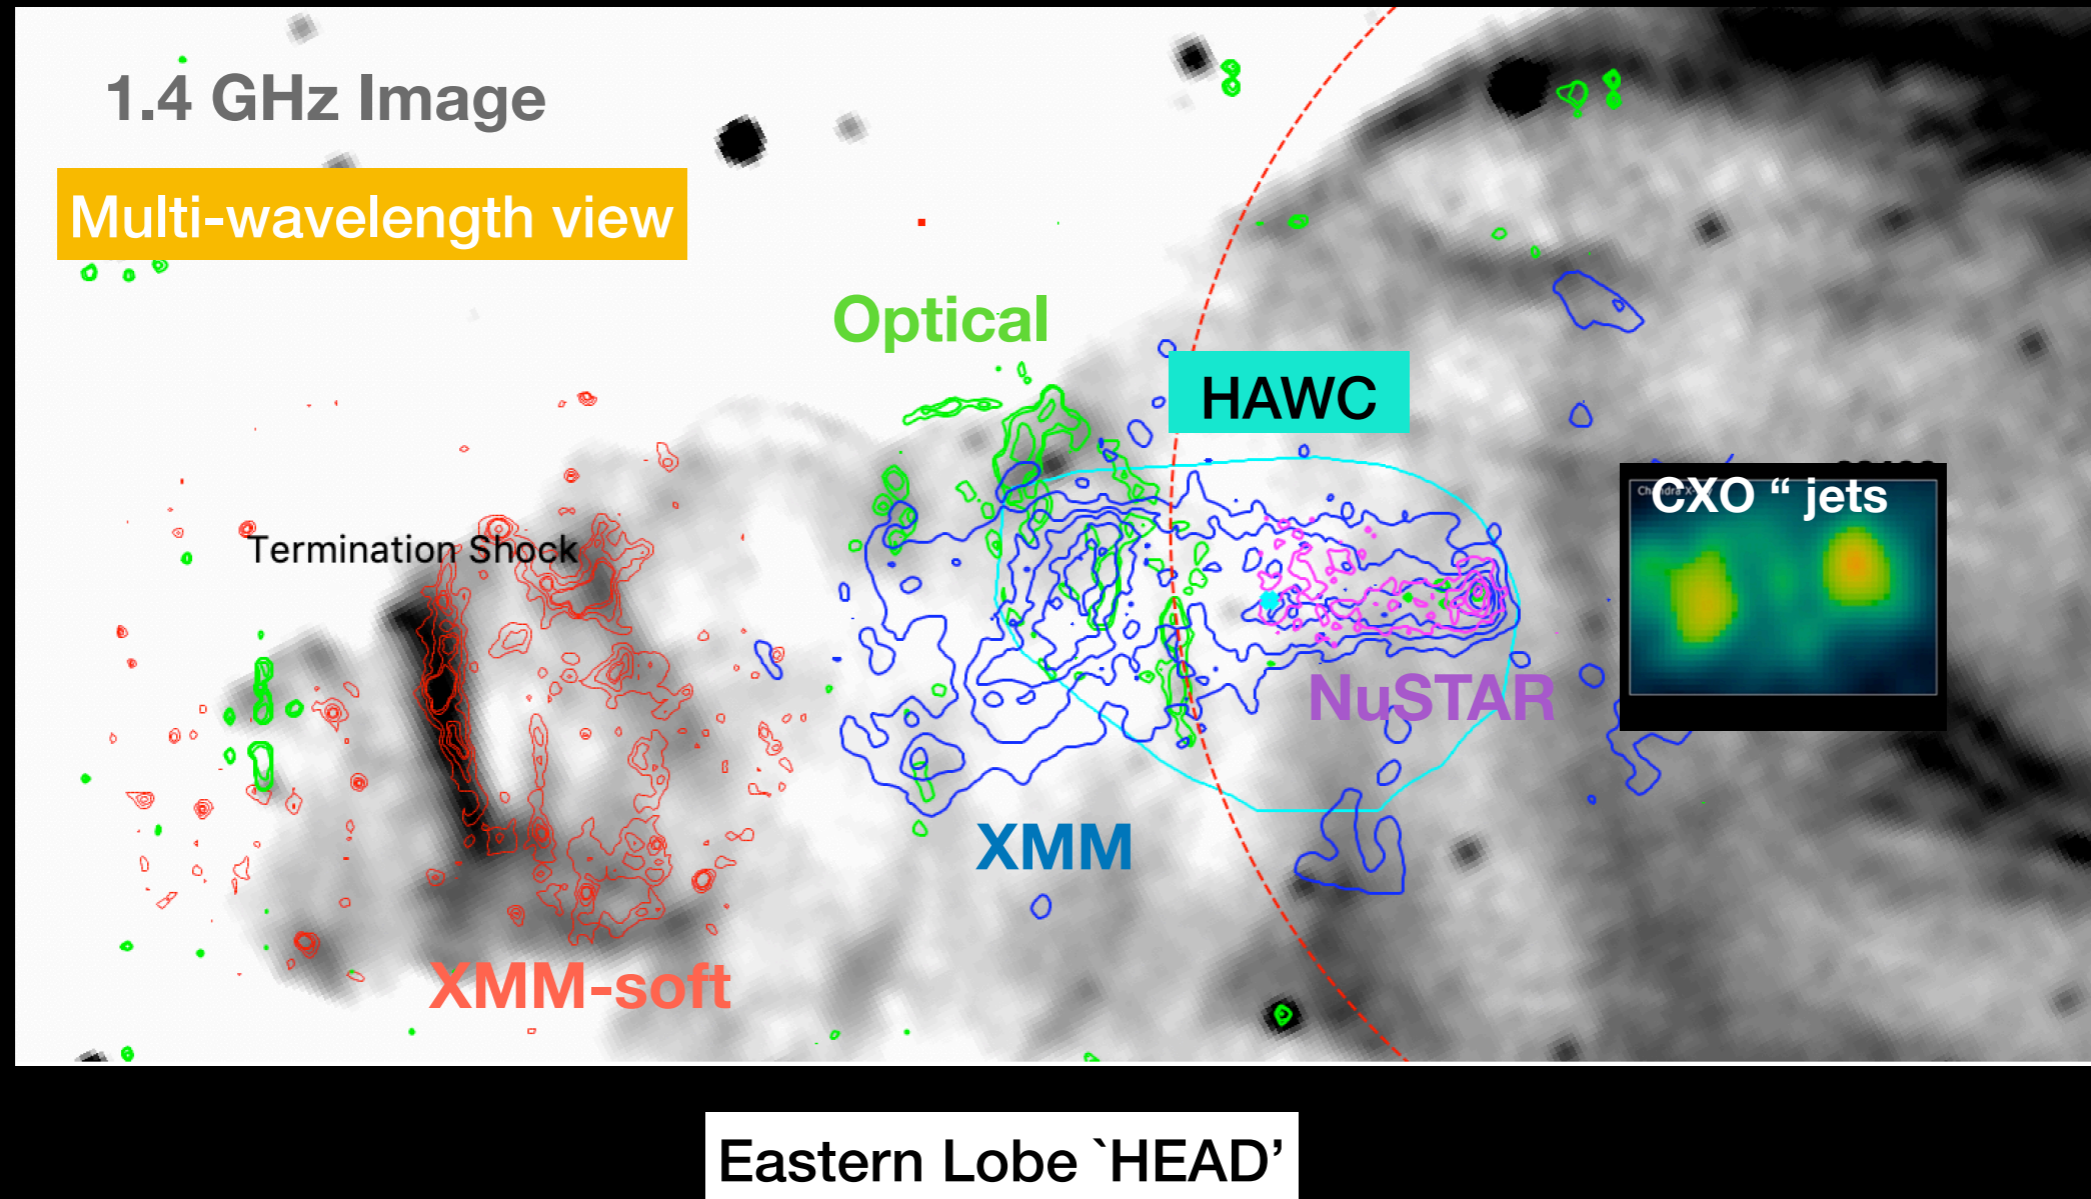 1.4 GHz Image
Multi-wavelength view
Optical
HAWC
CXO “ jets
Termination Shock
NuSTAR
XMM
XMM-soft
Eastern Lobe `HEAD’